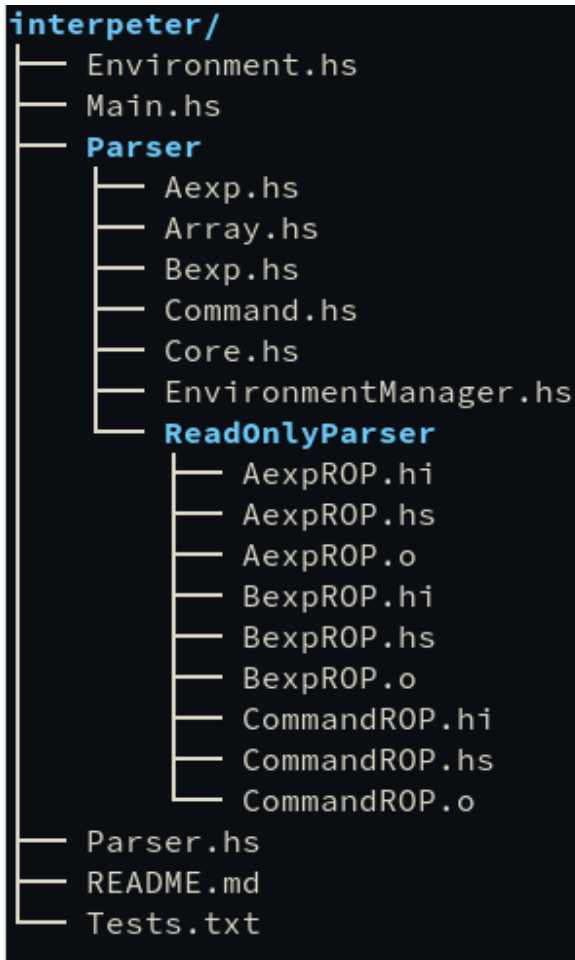 interpeter/
Environment.hs
Main.hs
Parser
Aexp.hs
Array.hs
Bexp.hs
Command.hs
Core.hs
EnvironmentManager.hs
ReadOnlyParser
AexpROP.hi
AexpROP.hs
AexpROP.o
BexpROP.hi
BexpROP.hs
BexpROP.o
CommandROP.hi
CommandROP.hs
CommandROP.o
Parser.hs
README.md
Tests.txt